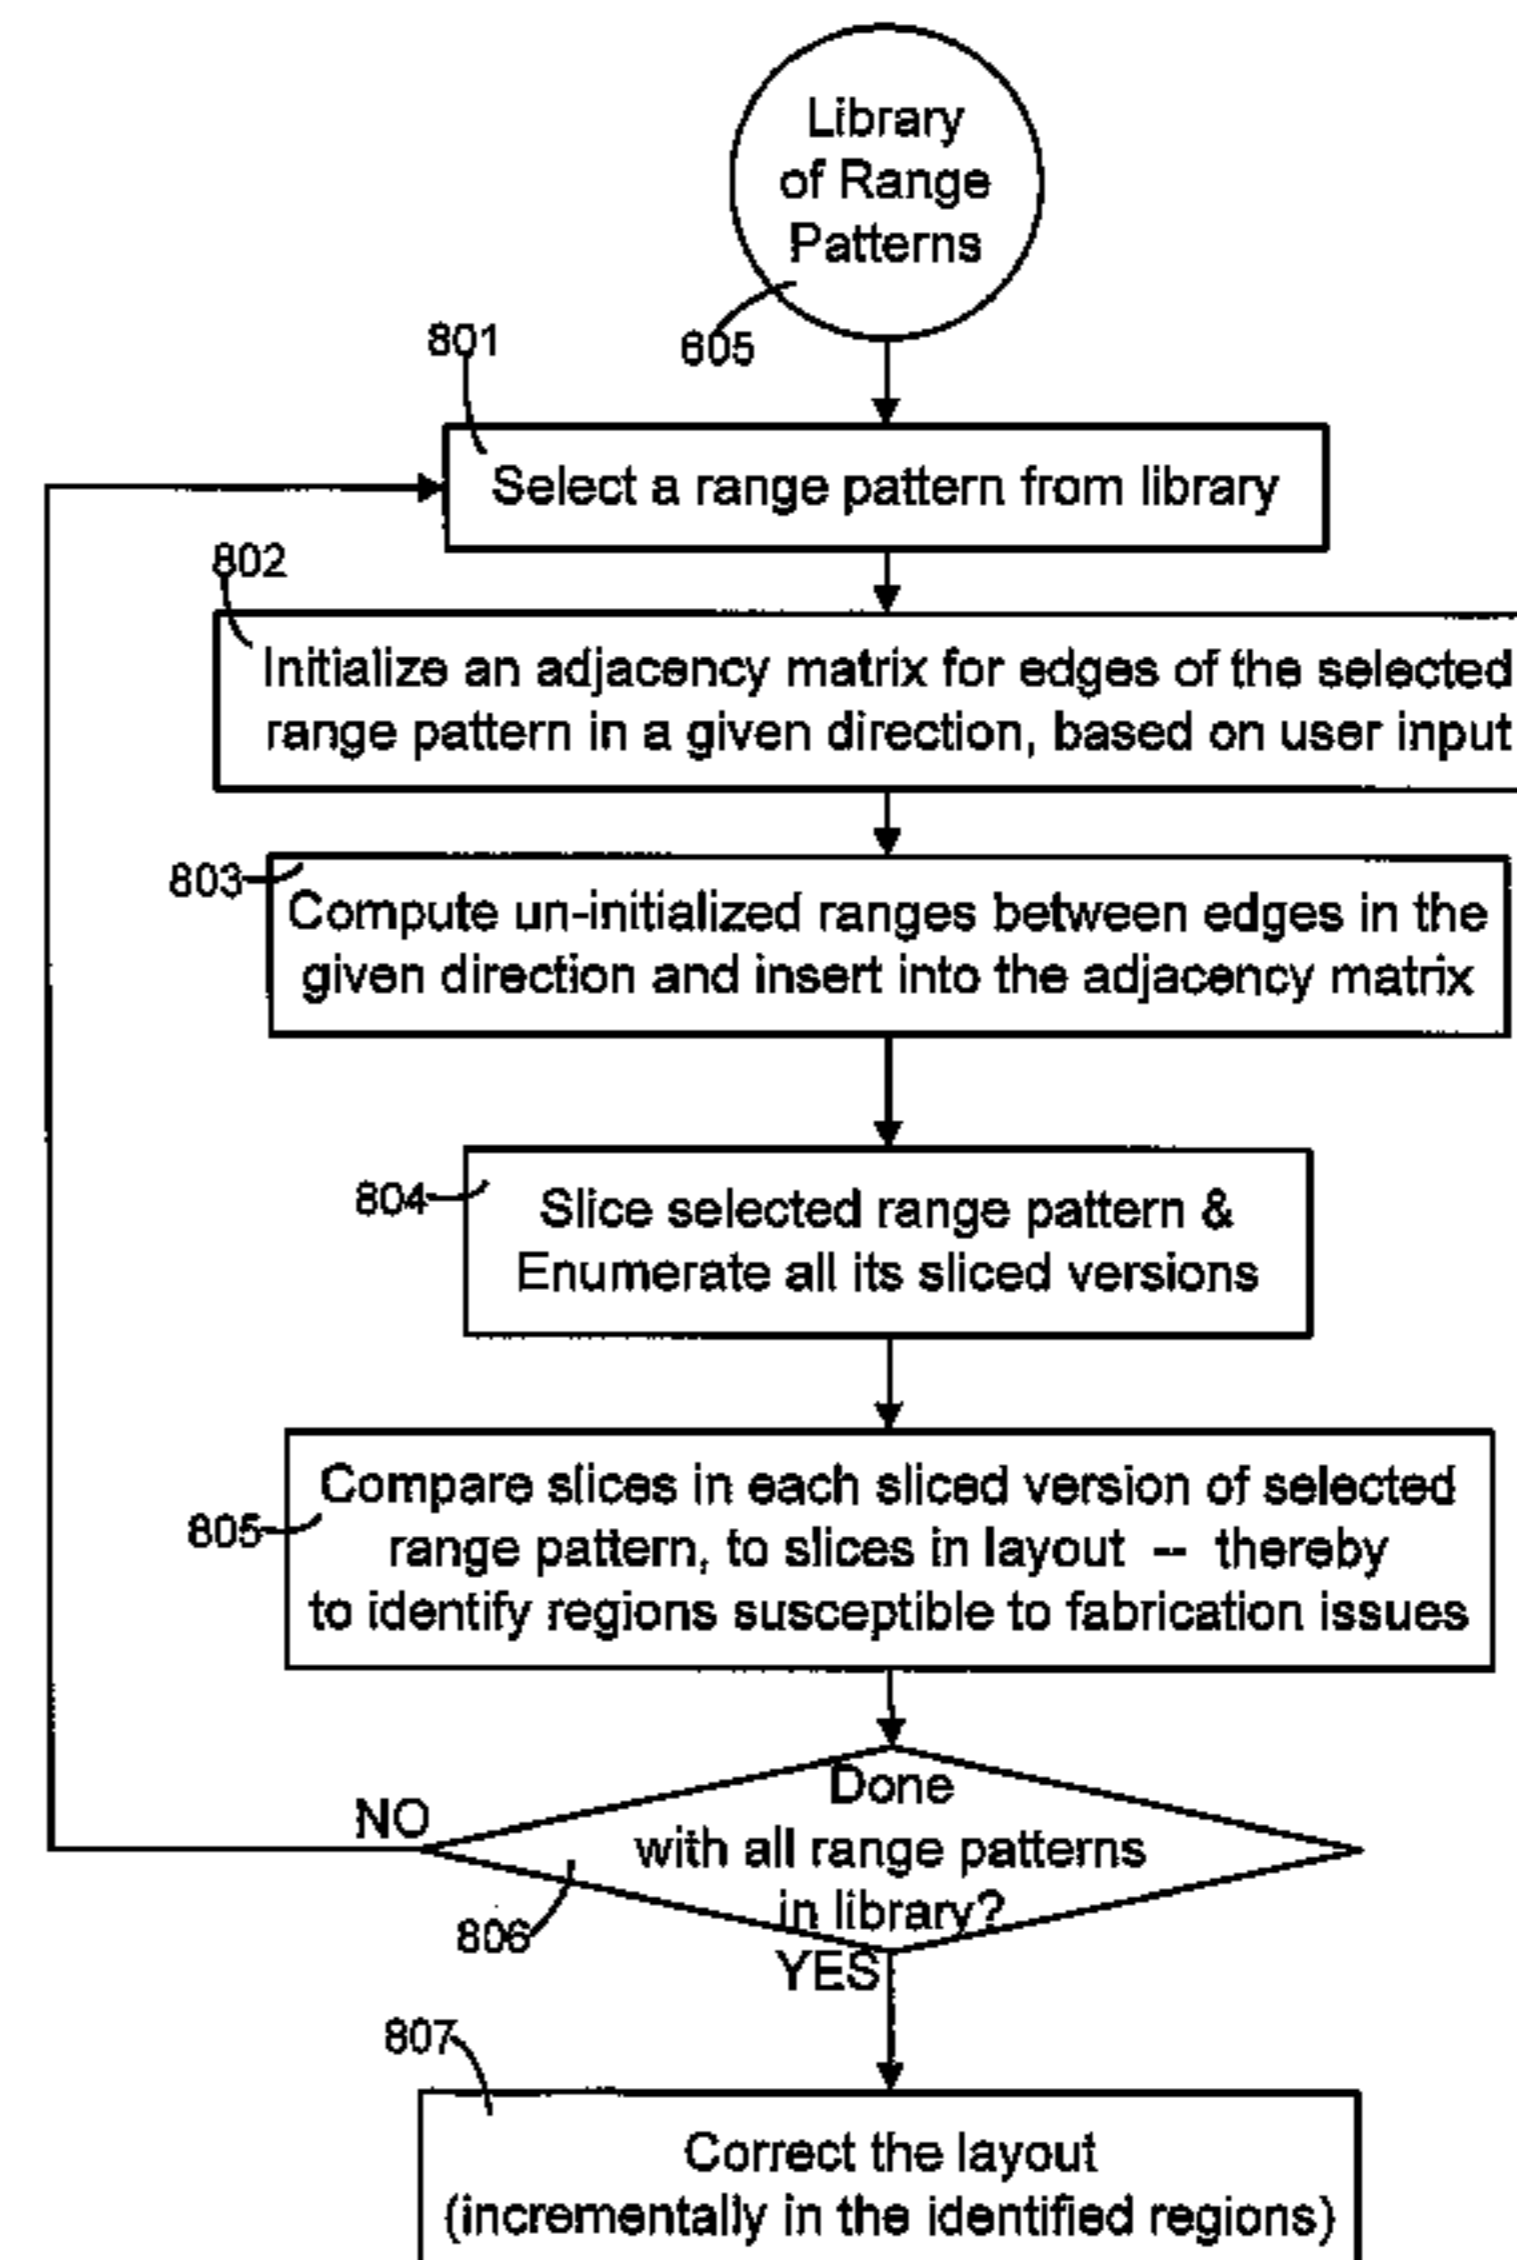 Library
of Range
Patterns
605
801
Select a range pattern from library
802
Initialize an adjacency matrix for edges of the selected
range pattern in a given direction, based on user input
803
Compute un-initialized ranges between edges in the
given direction and insert into the adjacency matrix
804
Slice selected range pattern &
Enumerate all its sliced versions
805
Compare slices in each sliced version of selected
range pattern, to slices in layout -- thereby
to identify regions susceptible to fabrication issues
NO
Done
with all range patterns
in library?
806
YES
807
Correct the layout
(incrementally in the identified regions)